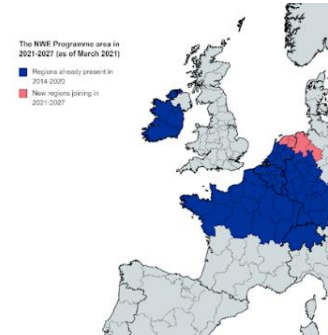 The NWE Programme area in
2021-2027 (as of March 2021)
Regions already present in
2014-2020
New regions joining in
2021-2027